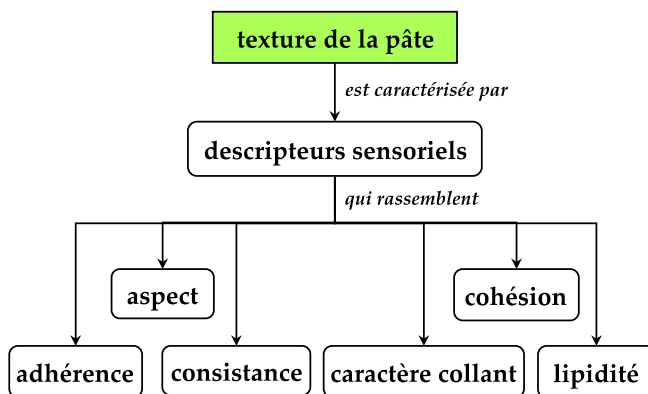 texture de la pâte
est caractérisée par
descripteurs sensoriels
qui rassemblent
aspect
cohésion
adhérence
consistance
caractère collant
lipidité